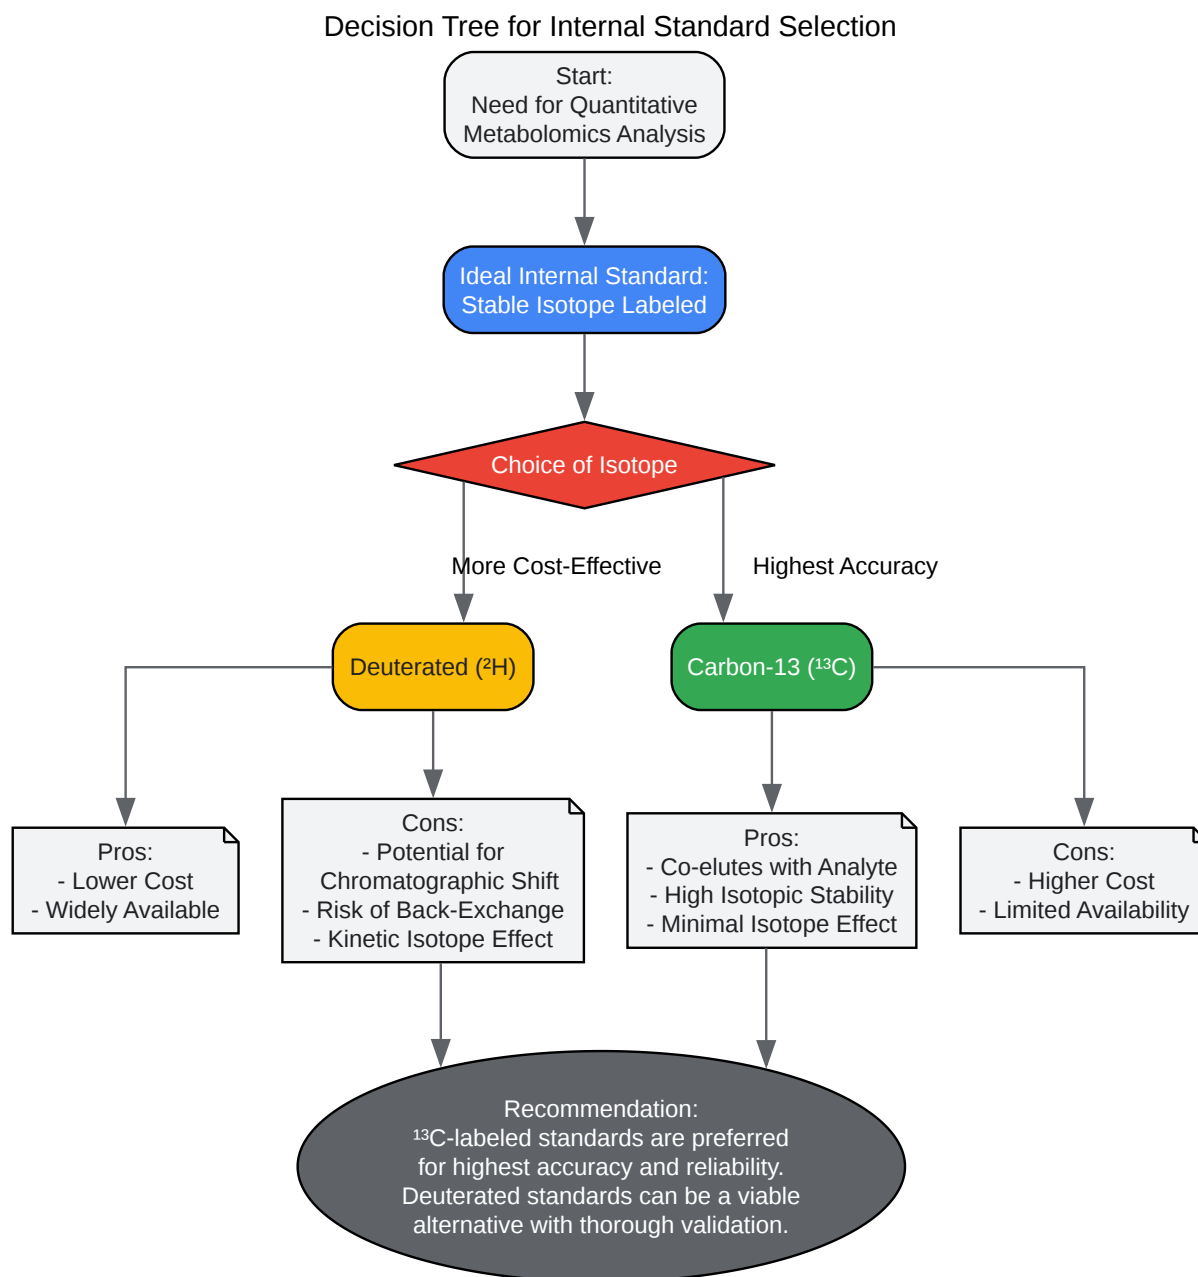 Decision Tree for Internal Standard Selection
Start:
Need for Quantitative
Metabolomics Analysis
Ideal Internal Standard:
Stable Isotope Labeled
Choice of Isotope
More Cost-Effective
Highest Accuracy
Deuterated (²H)
Carbon-13 (¹³C)
Pros:
- Lower Cost
- Widely Available
Cons:
- Potential for
Chromatographic Shift
- Risk of Back-Exchange
- Kinetic Isotope Effect
Pros:
- Co-elutes with Analyte
- High Isotopic Stability
- Minimal Isotope Effect
Cons:
- Higher Cost
- Limited Availability
Recommendation:
¹³C-labeled standards are preferred
for highest accuracy and reliability.
Deuterated standards can be a viable
alternative with thorough validation.